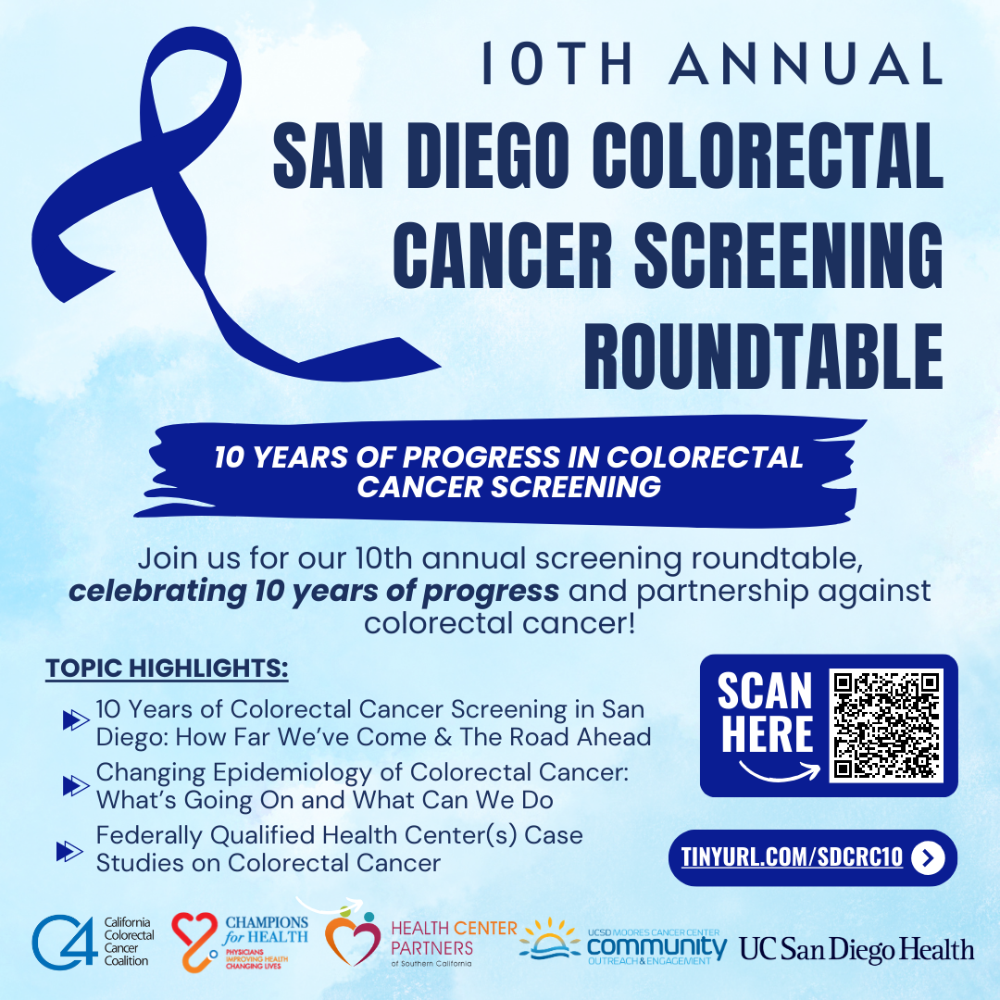 10TH ANNUAL
SAN DIEGO COLORECTAL
CANCER SCREENING
ROUNDTABLE
10 YEARS OF PROGRESS IN COLORECTAL
CANCER SCREENING
Join us for our 10th annual screening roundtable,
celebrating 10 years of progress and partnership against
colorectal cancer!
TOPIC HIGHLIGHTS:
10 Years of Colorectal Cancer Screening in San
Diego: How Far We've Come & The Road Ahead
Changing Epidemiology of Colorectal Cancer:
What's Going On and What Can We Do
Federally Qualified Health Center(s) Case
Studies on Colorectal Cancer
SCAN
HERE
TINYURL.COM/SDCRC10
C4
California
Colorectal
Cancer
Coalition
CHAMPIONS
for HEALTH
PHYSICIANS
IMPROVING HEALTH
CHANGING LIVES
HEALTH CENTER
PARTNERS
of Southern California
UCSD MOORES CANCER CENTER
community
OUTREACH & ENGAGEMENT
UC San Diego Health